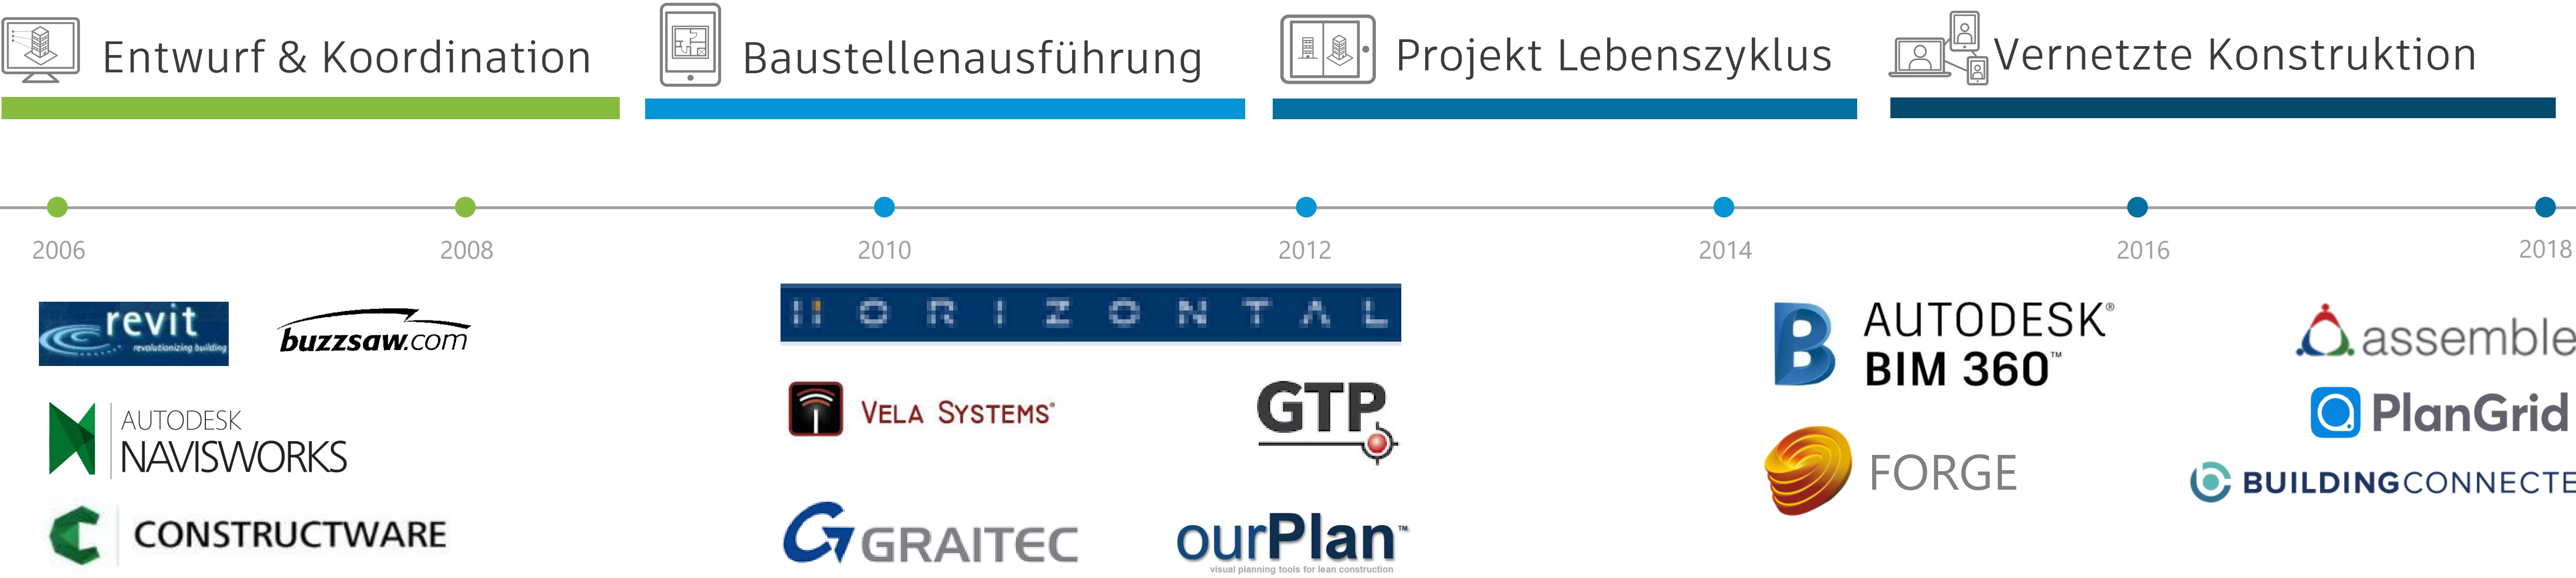 Entwurf & Koordination
Baustellenausführung
Projekt Lebenszyklus
Vernetzte Konstruktion
2006
2008
2010
2012
2014
2016
2018
revit
revolutionizing building
buzzsaw.com
AUTODESK
NAVISWORKS
CONSTRUCTWARE
HORIZONTAL
VELA SYSTEMS®
GTP
GRAITEC
ourPlan™
visual planning tools for lean construction
AUTODESK®
BIM 360™
FORGE
assemble
PlanGrid
BUILDINGCONNECTE